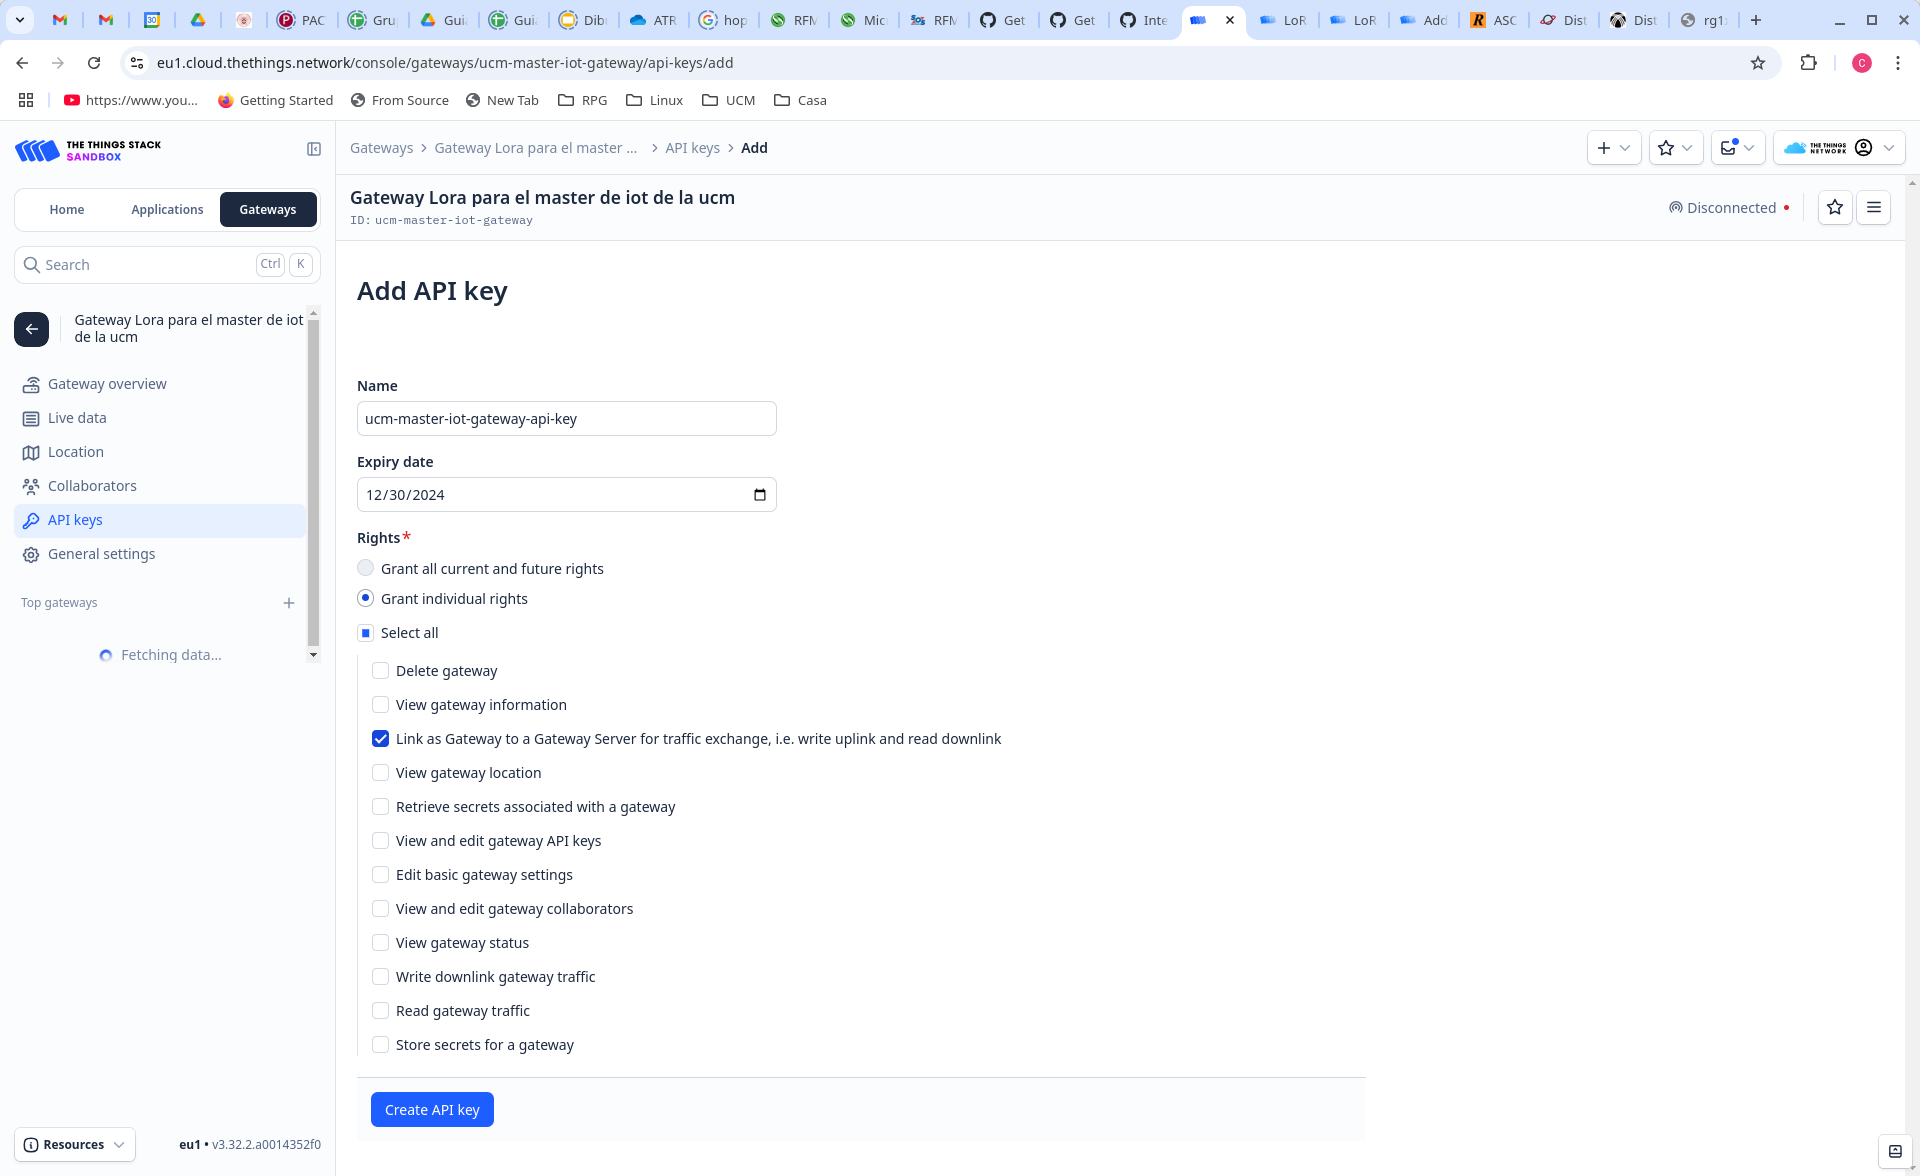 PAC
Gru
Guí
Gui
Dib
ATR
hop
RFM
Mic
RFM
Get
Get
Inte
LoR
LoR
Add
ASC
Dist
Dist
rg1
eu1.cloud.thethings.network/console/gateways/ucm-master-iot-gateway/api-keys/add
C
https://www.you...
Getting Started
From Source
New Tab
RPG
Linux
UCM
Casa
THE THINGS STACK
SANDBOX
Gateways > Gateway Lora para el master ... > API keys > Add
THE THINGS
NETWORK
Home
Applications
Gateways
Gateway Lora para el master de iot de la ucm
ID: ucm-master-iot-gateway
Disconnected
Search
Ctrl
K
Gateway Lora para el master de iot
de la ucm
Gateway overview
Live data
Location
Collaborators
API keys
General settings
Top gateways
Fetching data...
Add API key
Name
ucm-master-iot-gateway-api-key
Expiry date
12/30/2024
Rights*
Grant all current and future rights
Grant individual rights
Select all
Delete gateway
View gateway information
Link as Gateway to a Gateway Server for traffic exchange, i.e. write uplink and read downlink
View gateway location
Retrieve secrets associated with a gateway
View and edit gateway API keys
Edit basic gateway settings
View and edit gateway collaborators
View gateway status
Write downlink gateway traffic
Read gateway traffic
Store secrets for a gateway
Create API key
Resources
eu1 • v3.32.2.a0014352f0